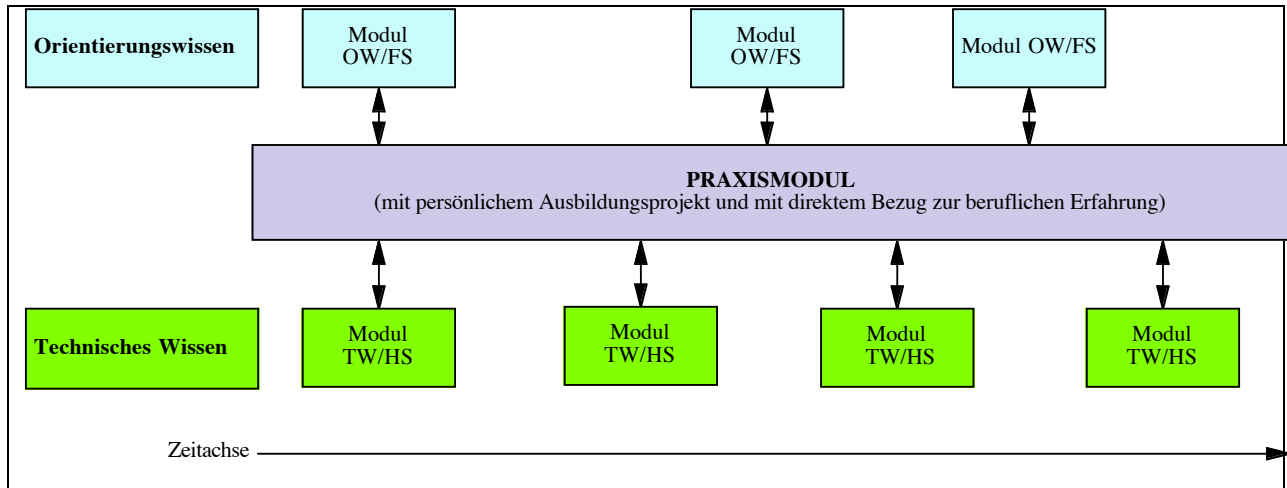 Orientierungswissen
Modul
OW/FS
Modul
OW/FS
Modul OW/FS
PRAXISMODUL
(mit persönlichem Ausbildungsprojekt und mit direktem Bezug zur beruflichen Erfahrung)
Technisches Wissen
Modul
TW/HS
Modul
TW/HS
Modul
TW/HS
Modul
TW/HS
Zeitachse